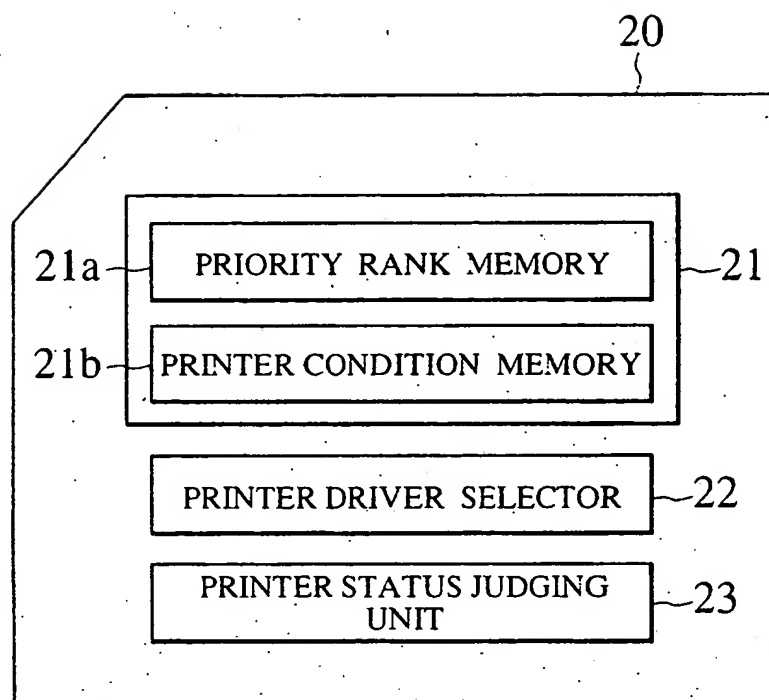 20
21a PRIORITY RANK MEMORY 21
21b PRINTER CONDITION MEMORY
PRINTER DRIVER SELECTOR 22
PRINTER STATUS JUDGING
UNIT 23